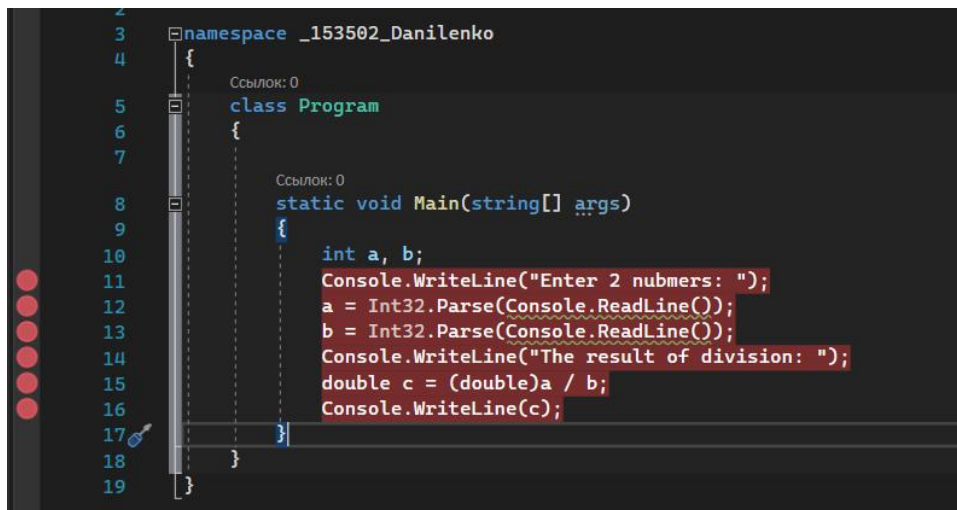 2
3 namespace _153502_Danilenko
4 {
Ссылок: 0
5 class Program
6 {
7
Ссылок: 0
8 static void Main(string[] args)
9 {
10 int a, b;
11 Console.WriteLine("Enter 2 nubmers: ");
12 a = Int32.Parse(Console.ReadLine());
13 b = Int32.Parse(Console.ReadLine());
14 Console.WriteLine("The result of division: ");
15 double c = (double)a / b;
16 Console.WriteLine(c);
17 }
18 }
19 }